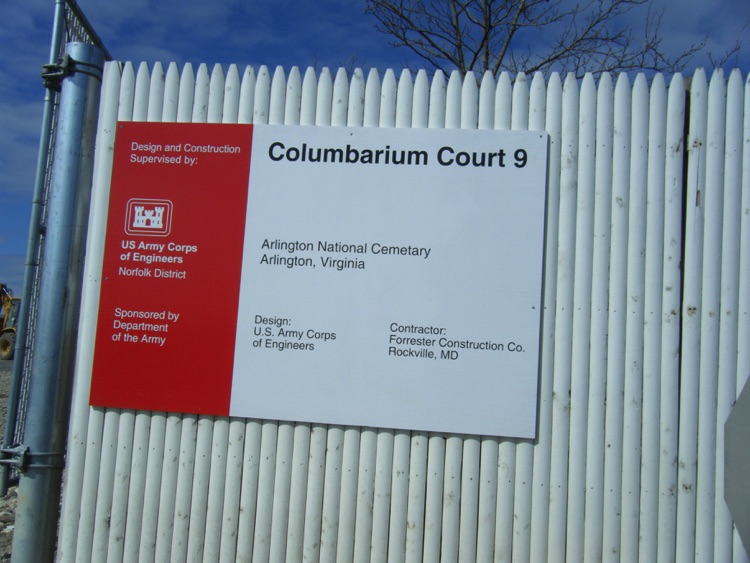 Design and Construction
Supervised by:
US Army Corps
of Engineers
Norfolk District
Sponsored by
Department
of the Army
Columbarium Court 9
Arlington National Cemetary
Arlington, Virginia
Design:
U.S. Army Corps
of Engineers
Contractor:
Forrester Construction Co.
Rockville, MD